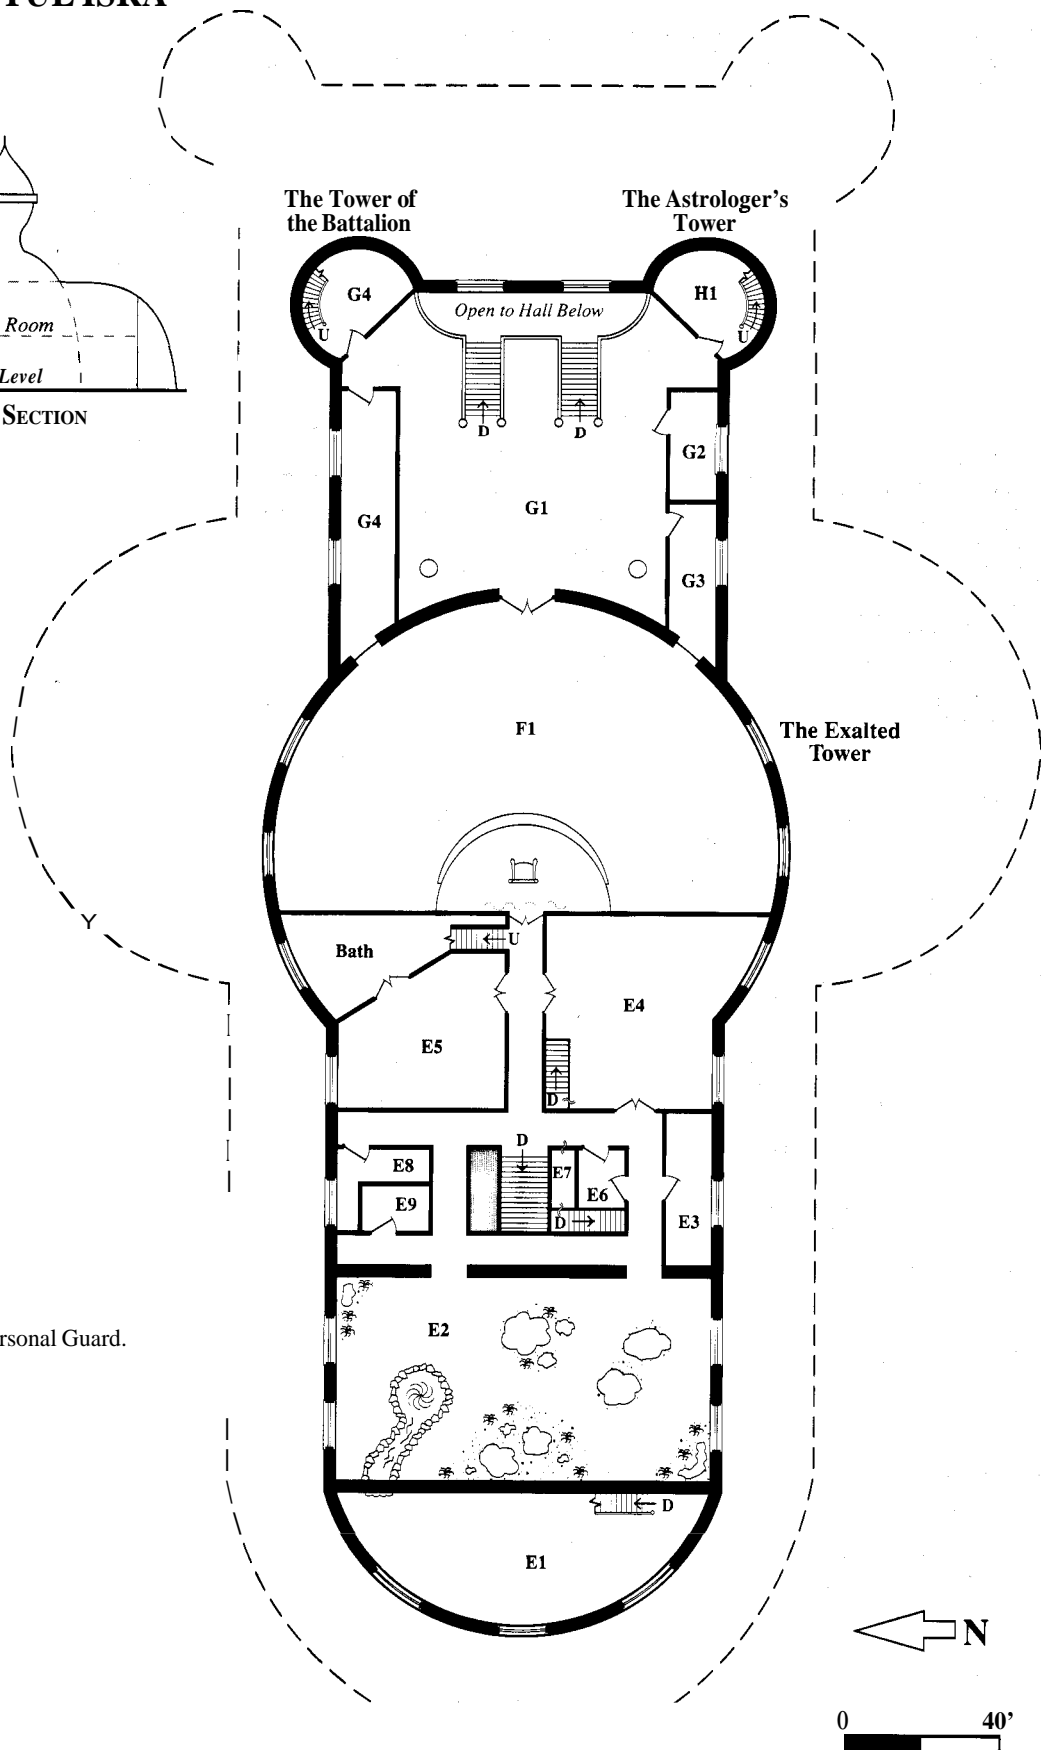 The Tower of
the Battalion
The Astrologer's
Tower
G4
H1
Open to Hall Below
U
U
Room
Level
SECTION
D
D
G2
G1
G4
G3
F1
The Exalted
Tower
Y
Bath
U
E4
E5
D
D
E8
E7
E6
E9
D
E3
E2
rsonal Guard.
D
E1
N
0
40'